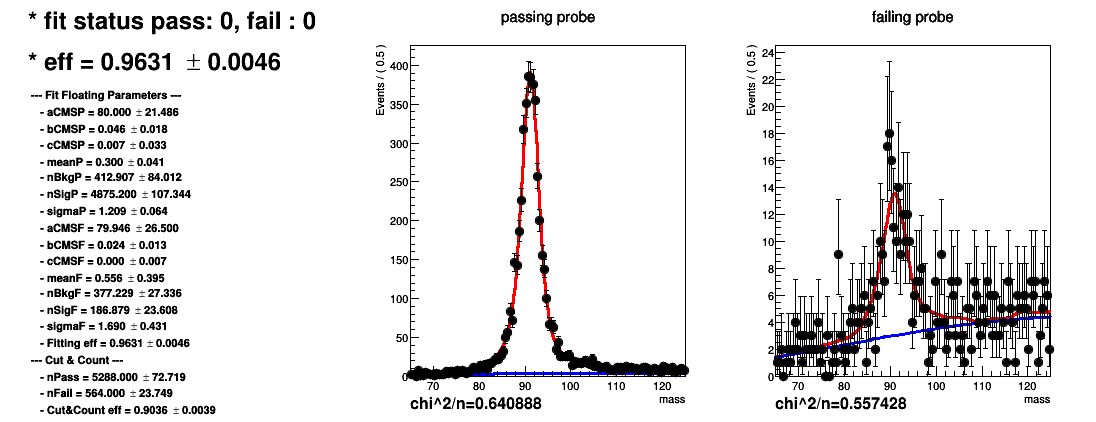 * fit status pass: 0, fail : 0
* eff = 0.9631 ± 0.0046
--- Fit Floating Parameters ---
- aCMSP = 80.000 ± 21.486
- bCMSP = 0.046 ± 0.018
- cCMSP = 0.007 ± 0.033
- meanP = 0.300 ± 0.041
- nBkgP = 412.907 ± 84.012
- nSigP = 4875.200 ± 107.344
- sigmaP = 1.209 ± 0.064
- aCMSF = 79.946 ± 26.500
- bCMSF = 0.024 ± 0.013
- cCMSF = 0.000 ± 0.007
- meanF = 0.556 ± 0.395
- nBkgF = 377.229 ± 27.336
- nSigF = 186.879 ± 23.608
- sigmaF = 1.690 ± 0.431
- Fitting eff = 0.9631 ± 0.0046
--- Cut & Count ---
- nPass = 5288.000 ± 72.719
- nFail = 564.000 ± 23.749
- Cut&Count eff = 0.9036 ± 0.0039
passing probe
Events / ( 0.5 )
400
350
300
250
200
150
100
50
0
70 80 90 100 110 120
mass
chi^2/n=0.640888
failing probe
Events / ( 0.5 )
24
22
20
18
16
14
12
10
8
6
4
2
0
70 80 90 100 110 120
mass
chi^2/n=0.557428